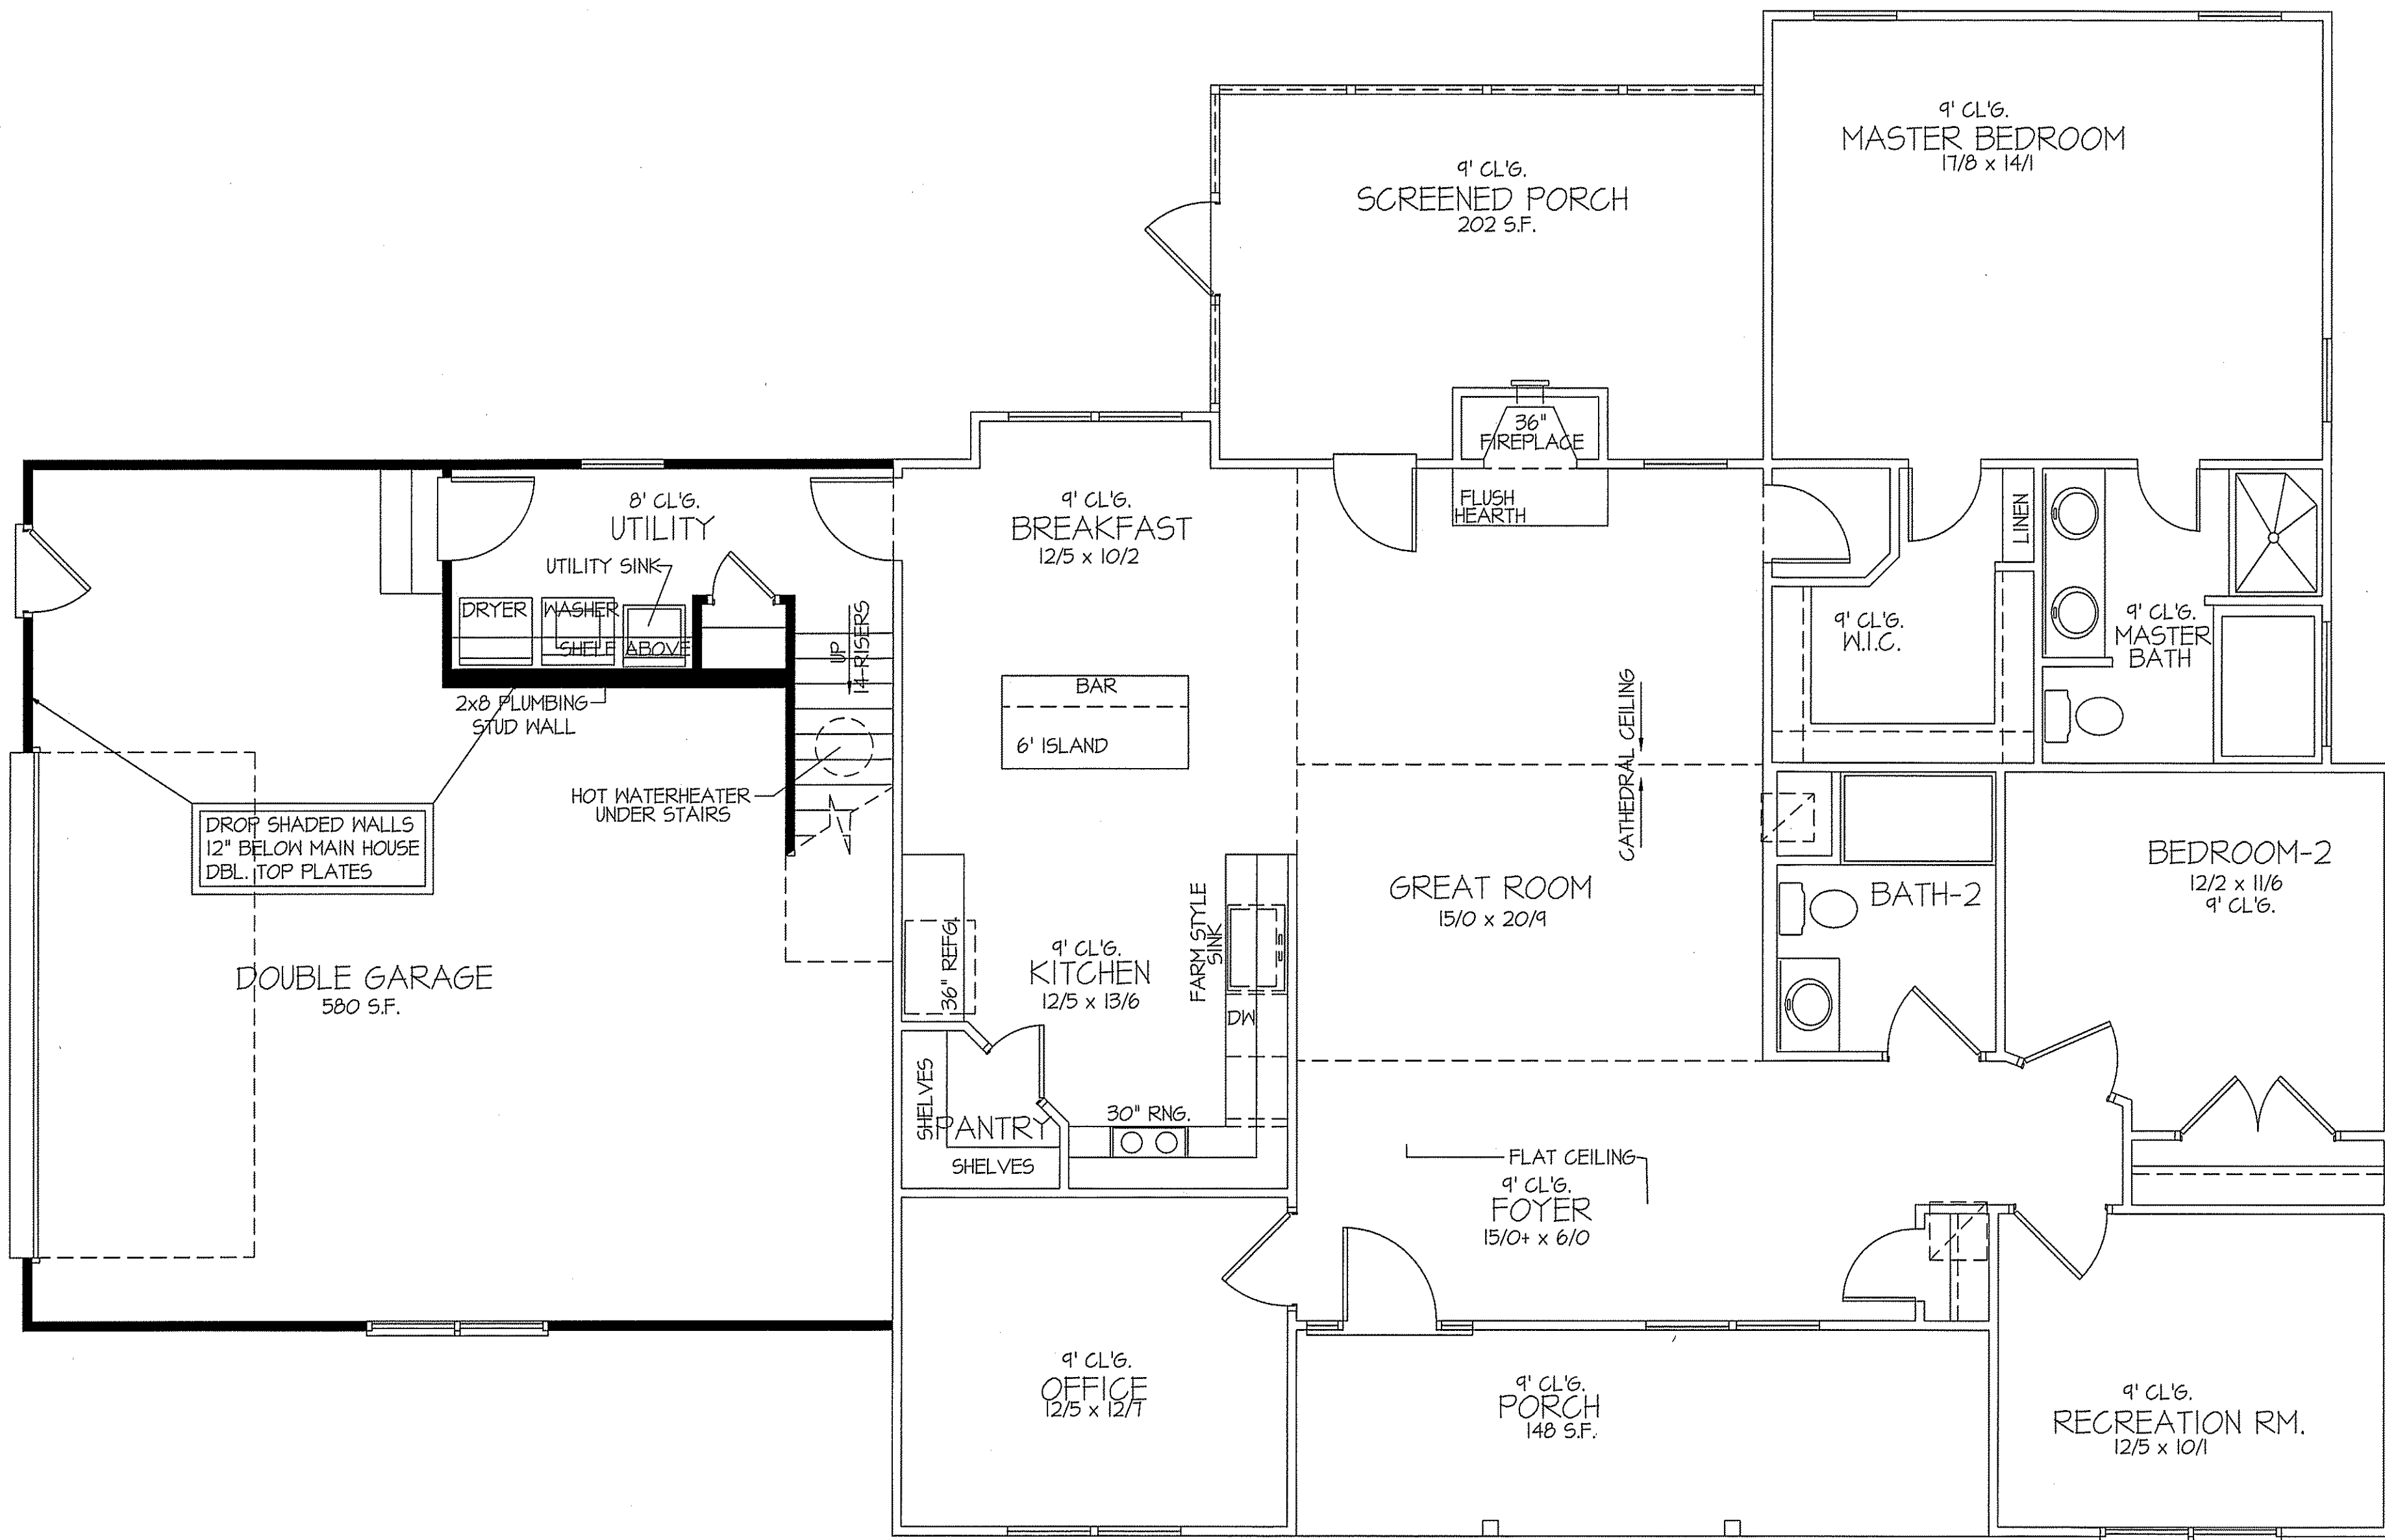 9' CL'G.
MASTER BEDROOM
17/8 x 14/1
9' CL'G.
SCREENED PORCH
202 S.F.
36"
FIREPLACE
FLUSH
HEARTH
8' CL'G.
UTILITY
UTILITY SINK
DRYER
WASHER
SHELF ABOVE
UP
14-RISERS
2x8 PLUMBING
STUD WALL
HOT WATERHEATER
UNDER STAIRS
DROP SHADED WALLS
12" BELOW MAIN HOUSE
DBL. TOP PLATES
DOUBLE GARAGE
580 S.F.
9' CL'G.
BREAKFAST
12/5 x 10/2
BAR
6' ISLAND
36" REFG.
9' CL'G.
KITCHEN
12/5 x 13/6
FARM STYLE
SINK
DW
30" RNG.
SHELVES
PANTRY
SHELVES
CATHEDRAL CEILING
GREAT ROOM
15/0 x 20/9
LINEN
9' CL'G.
W.I.C.
9' CL'G.
MASTER
BATH
BATH-2
BEDROOM-2
12/2 x 11/6
9' CL'G.
FLAT CEILING
9' CL'G.
FOYER
15/0+ x 6/0
9' CL'G.
OFFICE
12/5 x 12/7
9' CL'G.
PORCH
148 S.F.
9' CL'G.
RECREATION RM.
12/5 x 10/1